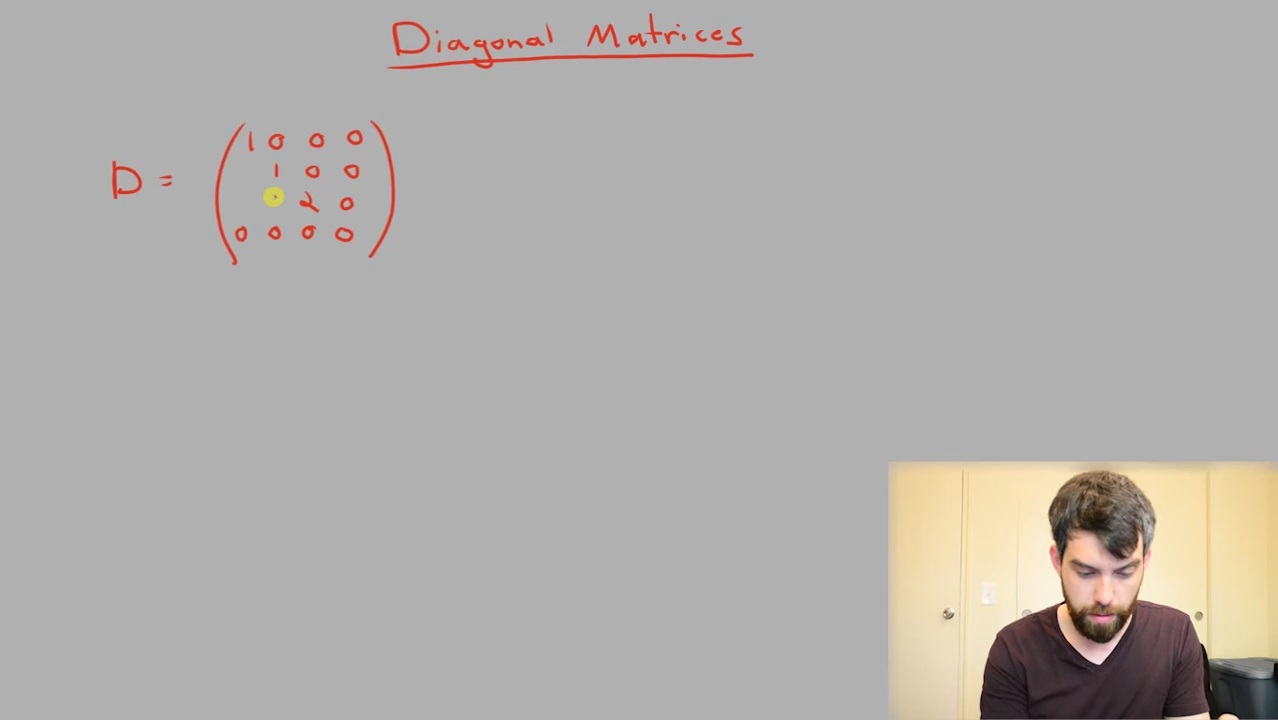 Diagonal Matrices
D =
1 0 0 0
1 0 0
2 0
0 0 0 0